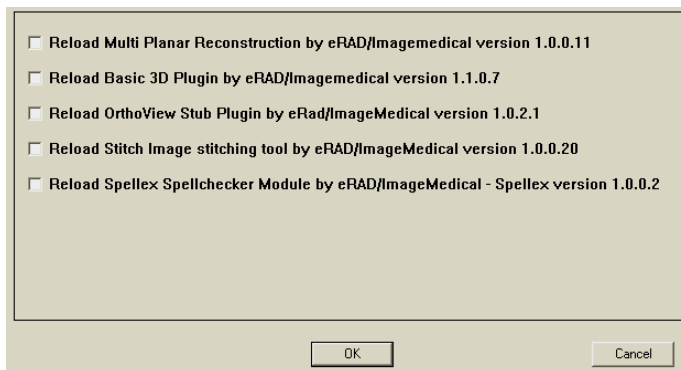 Reload Multi Planar Reconstruction by eRAD/Imagemedical version 1.0.0.11
Reload Basic 3D Plugin by eRAD/Imagemedical version 1.1.0.7
Reload OrthoView Stub Plugin by eRad/ImageMedical version 1.0.2.1
Reload Stitch Image stitching tool by eRAD/ImageMedical version 1.0.0.20
Reload Spellex Spellchecker Module by eRAD/ImageMedical - Spellex version 1.0.0.2
OK Cancel